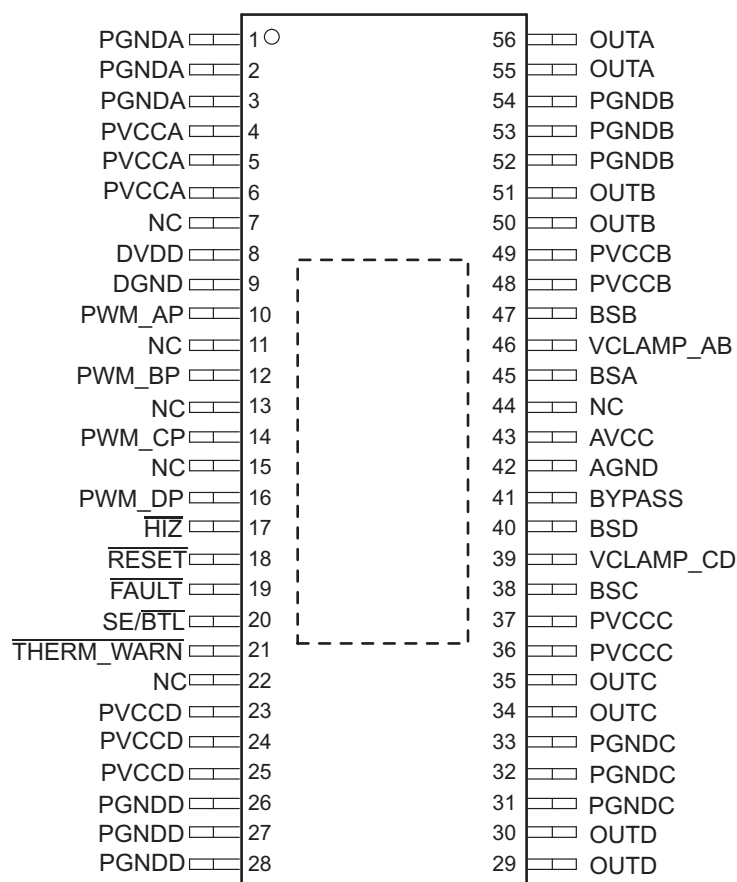 PGNDA 1 56 OUTA
PGNDA 2 55 OUTA
PGNDA 3 54 PGNDB
PVCCA 4 53 PGNDB
PVCCA 5 52 PGNDB
PVCCA 6 51 OUTB
NC 7 50 OUTB
DVDD 8 49 PVCCB
DGND 9 48 PVCCB
PWM_AP 10 47 BSB
NC 11 46 VCLAMP_AB
PWM_BP 12 45 BSA
NC 13 44 NC
PWM_CP 14 43 AVCC
NC 15 42 AGND
PWM_DP 16 41 BYPASS
HIZ 17 40 BSD
RESET 18 39 VCLAMP_CD
FAULT 19 38 BSC
SE/BTL 20 37 PVCCC
THERM_WARN 21 36 PVCCC
NC 22 35 OUTC
PVCCD 23 34 OUTC
PVCCD 24 33 PGNDC
PVCCD 25 32 PGNDC
PGNDD 26 31 PGNDC
PGNDD 27 30 OUTD
PGNDD 28 29 OUTD